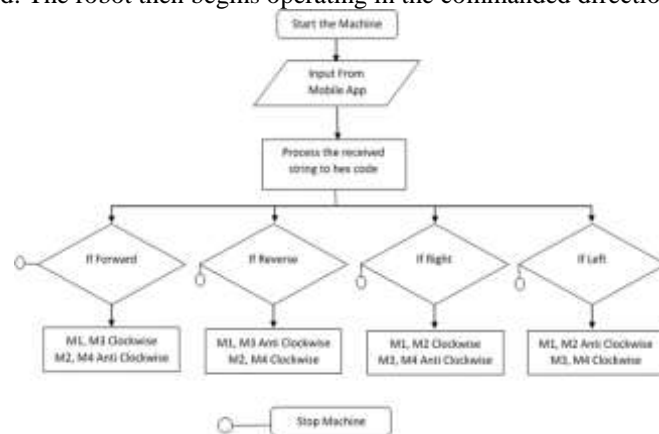 d. The robot then begins operating in the commanded directio
Start the Machine
Input From
Mobile App
Process the received
string to hex code
If Forward
If Reverse
If Right
If Left
M1, M3 Clockwise
M2, M4 Anti Clockwise
M1, M3 Anti Clockwise
M2, M4 Clockwise
M1, M2 Clockwise
M3, M4 Anti Clockwise
M1, M2 Anti Clockwise
M3, M4 Clockwise
Stop Machine